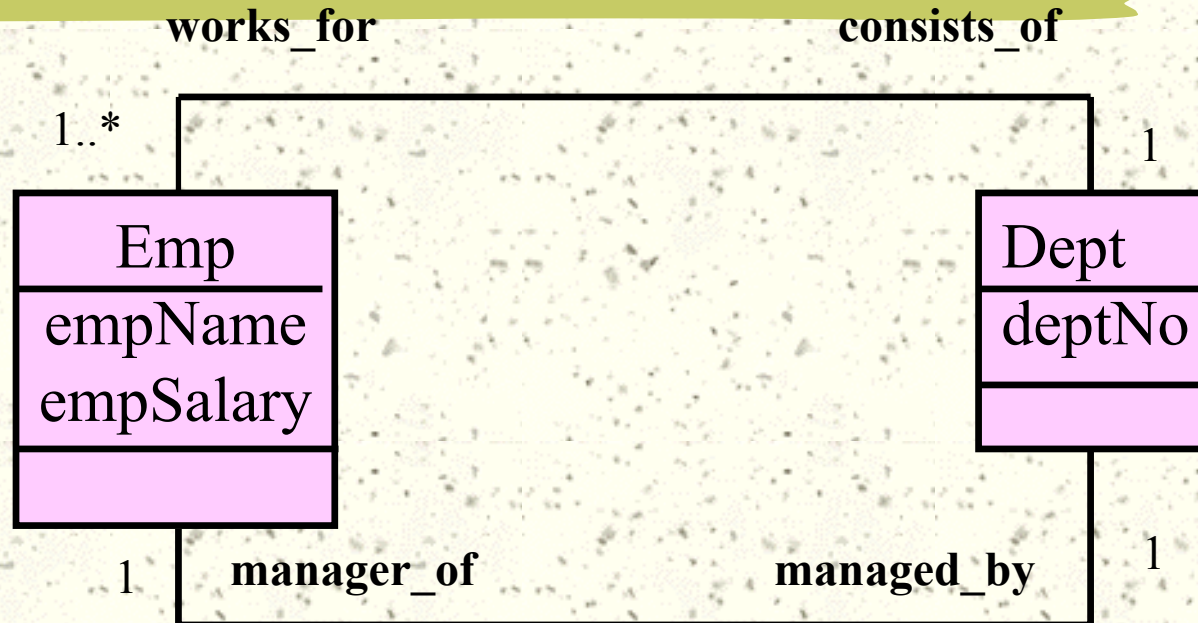 works_for consists_of
1..* 1
Emp Dept
empName deptNo
empSalary
1 manager_of managed_by 1